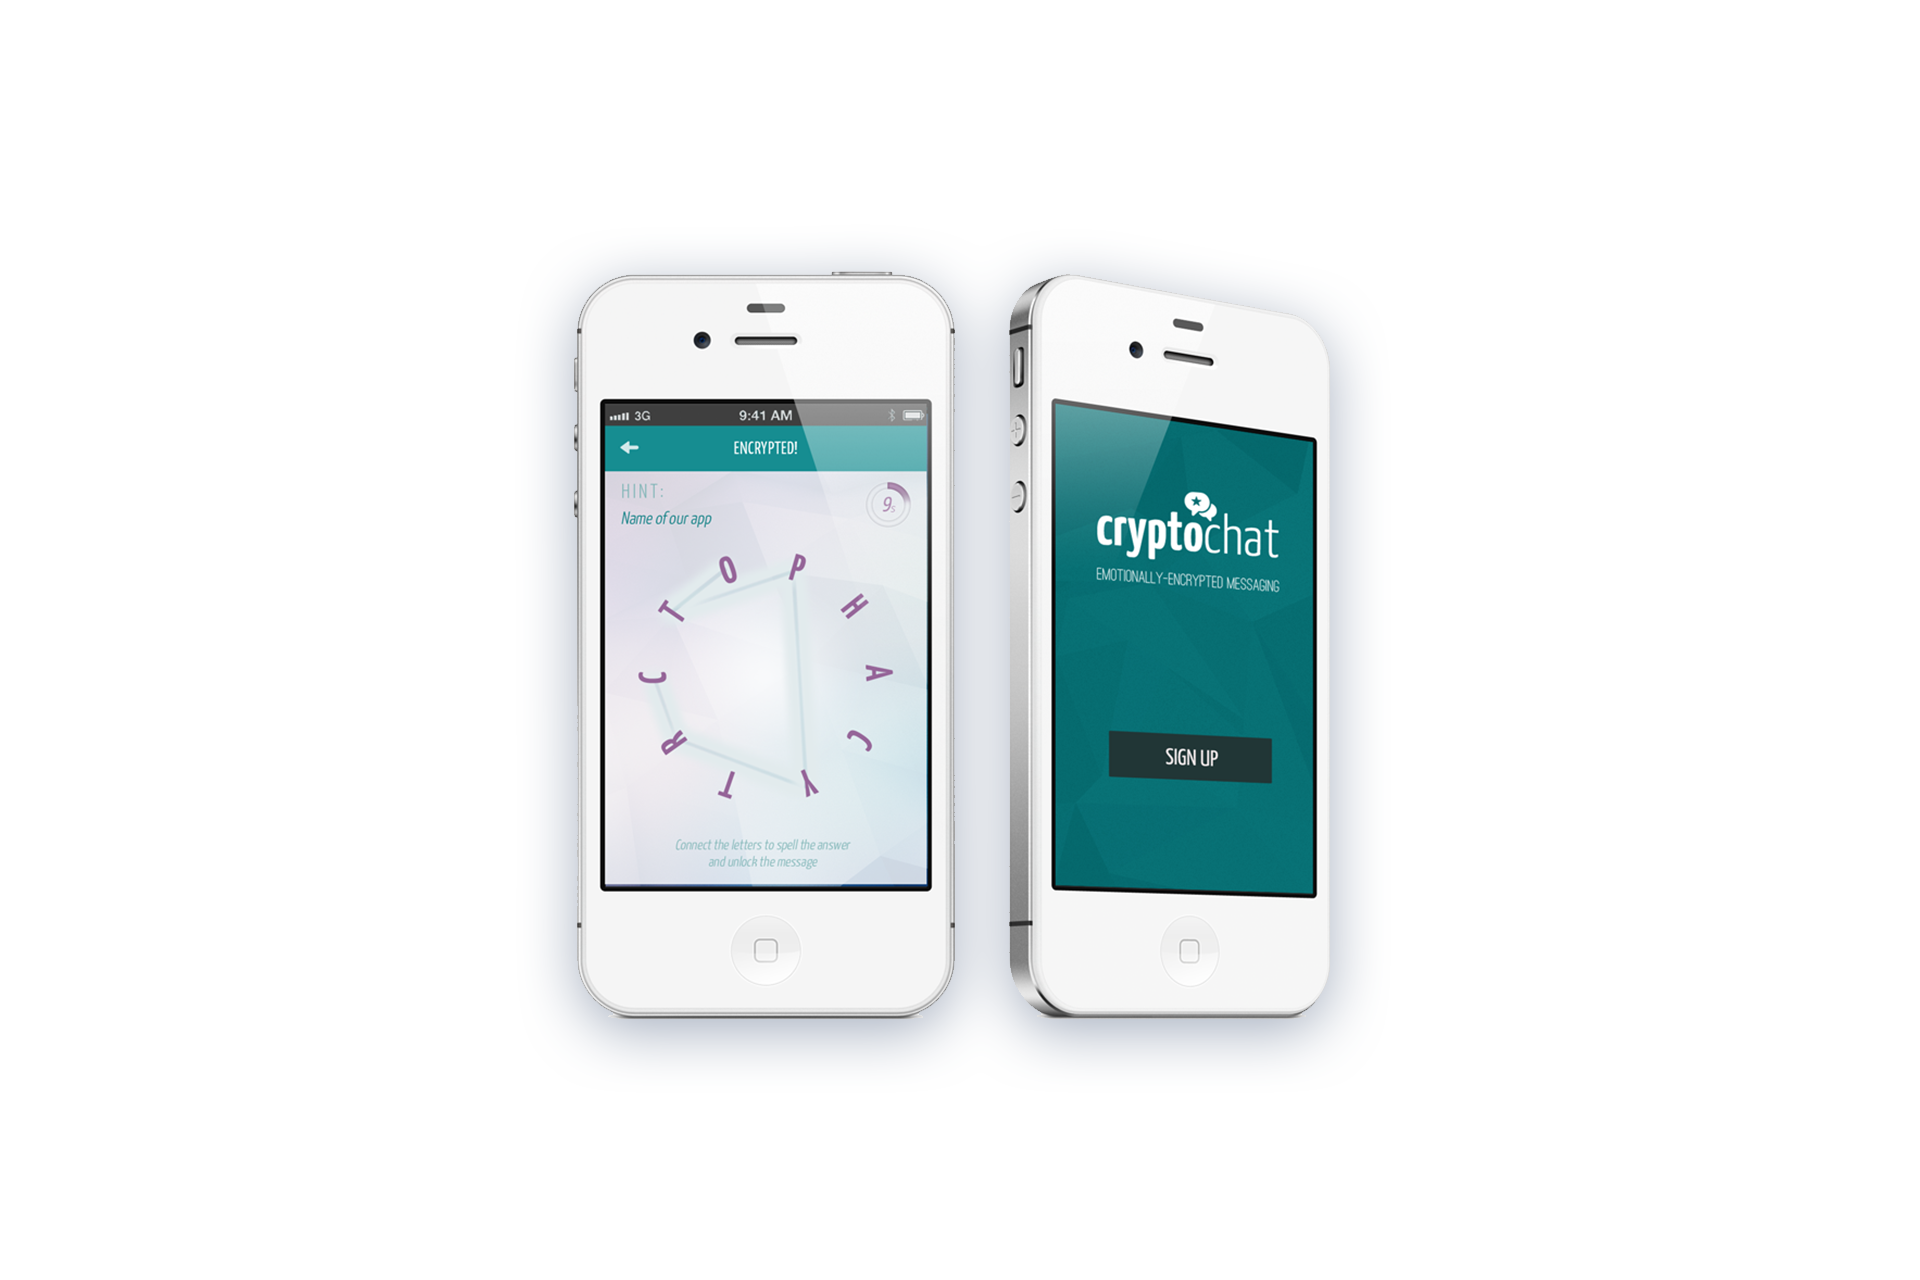 3G 9:41 AM
ENCRYPTED!
HINT:
9s
Name of our app
O P
T H
C A
R C
T Y
Connect the letters to spell the answer
and unlock the message
cryptochat
EMOTIONALLY-ENCRYPTED MESSAGING
SIGN UP